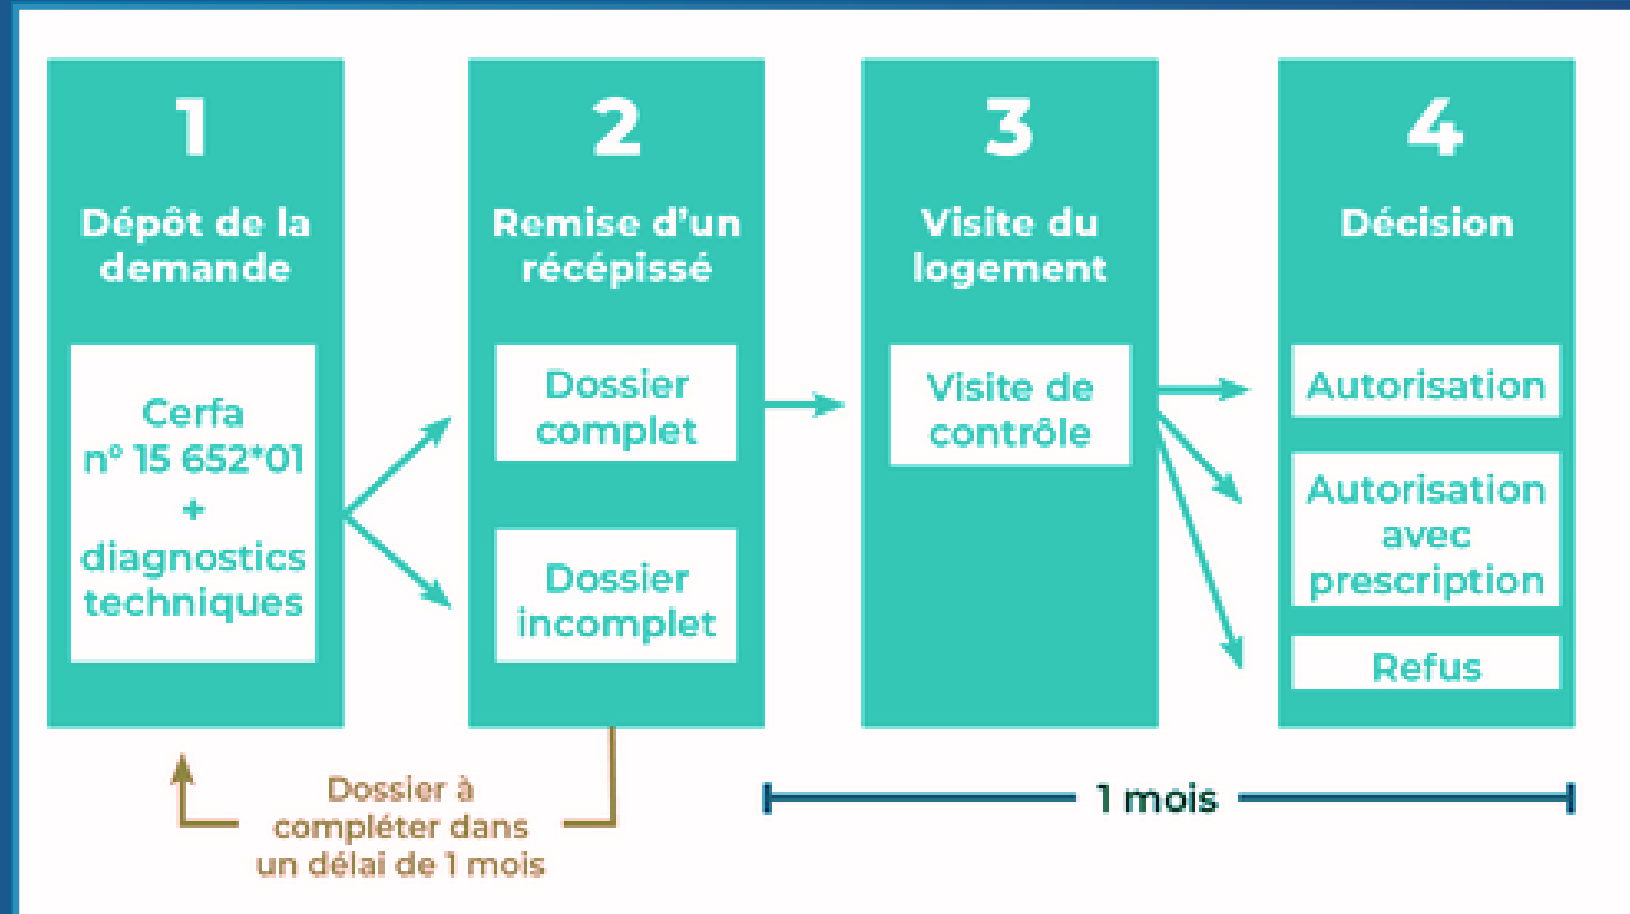 1
Dépôt de la
demande
Cerfa
n° 15 652*01
+
diagnostics
techniques
2
Remise d'un
récépissé
Dossier
complet
Dossier
incomplet
3
Visite du
logement
Visite de
contrôle
4
Décision
Autorisation
Autorisation
avec
prescription
Refus
Dossier à
compléter dans
un délai de 1 mois
1 mois